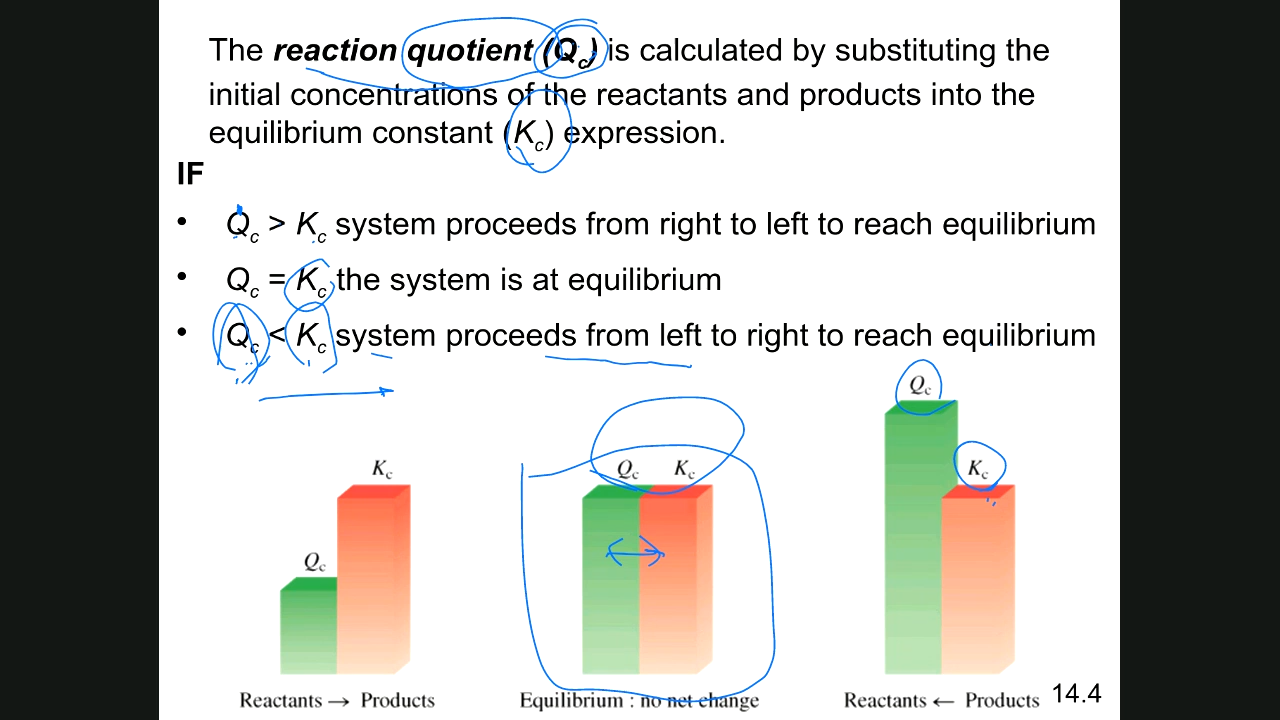 The reaction quotient (Qc) is calculated by substituting the
initial concentrations of the reactants and products into the
equilibrium constant (Kc) expression.
IF
• Qc > Kc system proceeds from right to left to reach equilibrium
• Qc = Kc the system is at equilibrium
• Qc < Kc system proceeds from left to right to reach equilibrium
Qc
Kc
Reactants → Products
Qc Kc
Equilibrium : no net change
Qc
Kc
Reactants ← Products
14.4